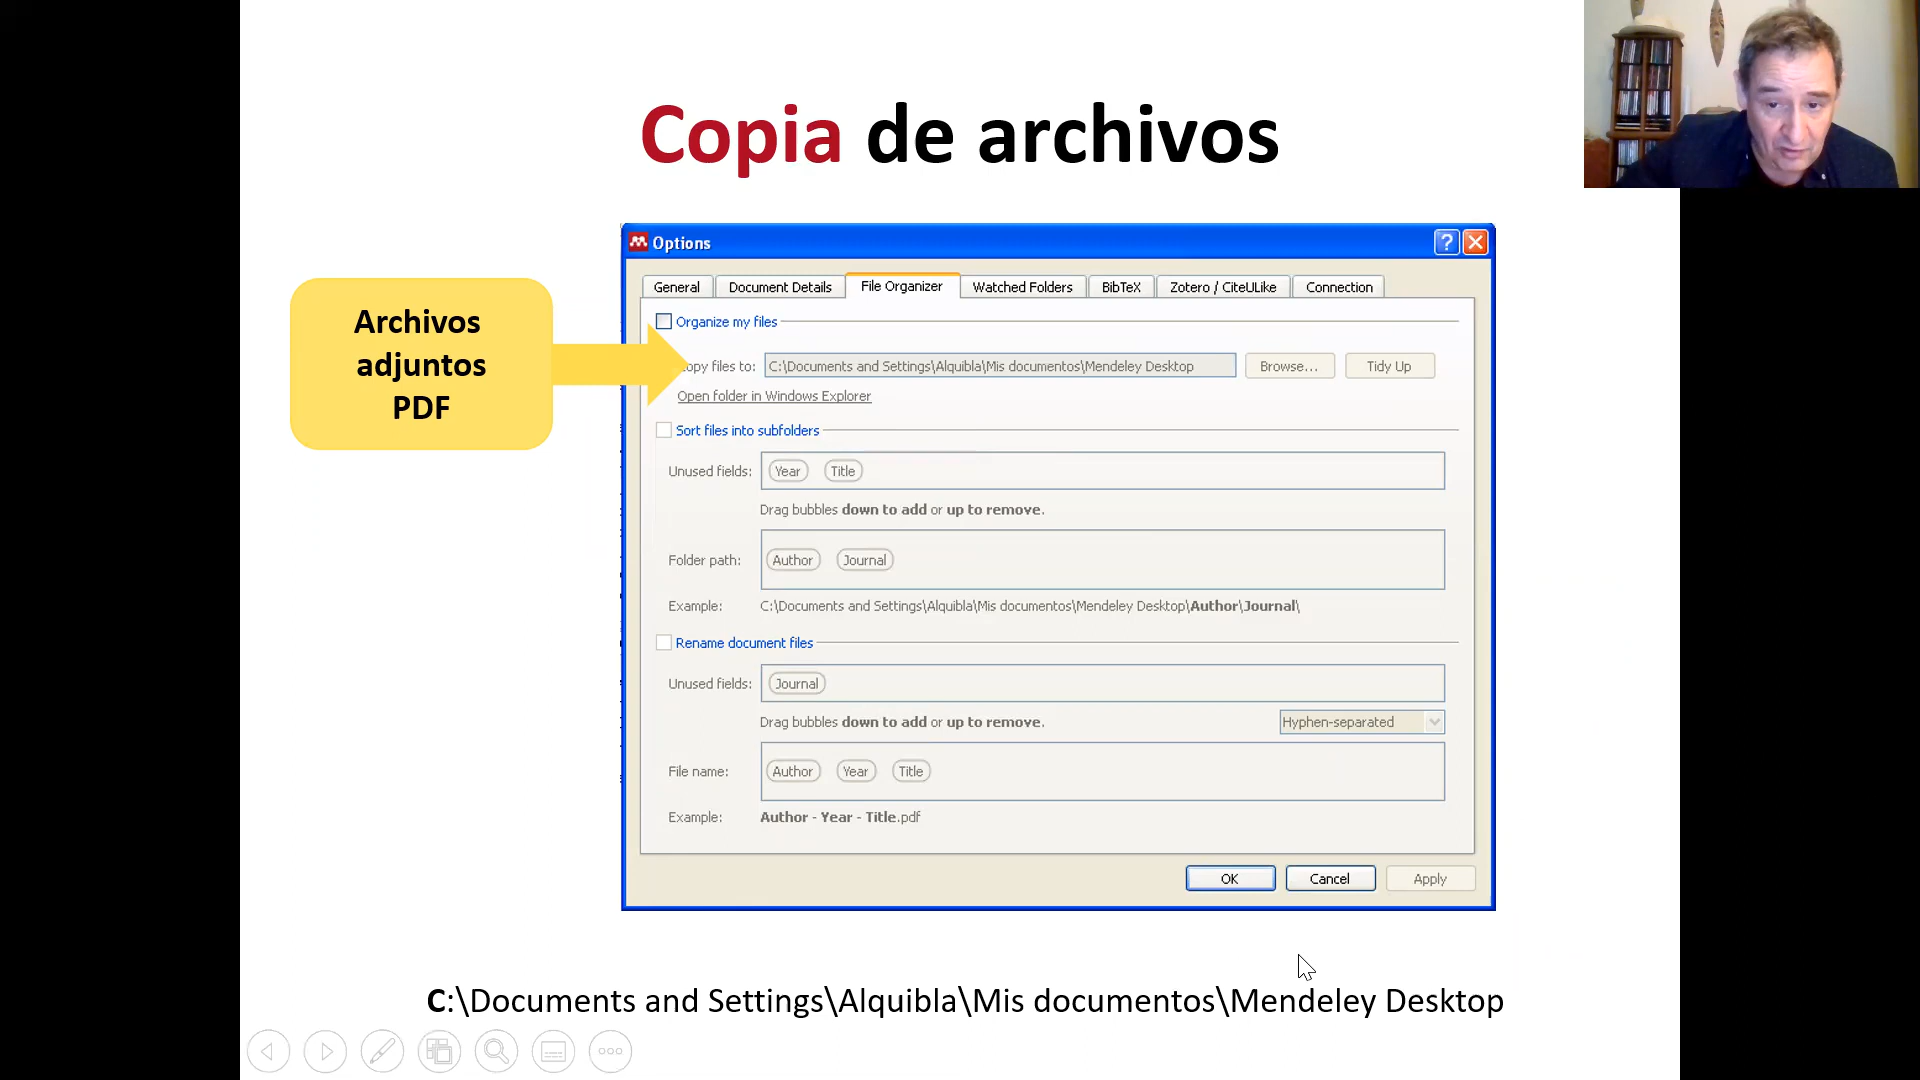 Copia de archivos
Archivos
adjuntos
PDF
Options
General
Document Details
File Organizer
Watched Folders
BibTeX
Zotero / CiteULike
Connection
Organize my files
opy files to:
C:\Documents and Settings\Alquibla\Mis documentos\Mendeley Desktop
Browse...
Tidy Up
Open folder in Windows Explorer
Sort files into subfolders
Unused fields:
Year
Title
Drag bubbles down to add or up to remove.
Folder path:
Author
Journal
Example:
C:\Documents and Settings\Alquibla\Mis documentos\Mendeley Desktop\Author\Journal\
Rename document files
Unused fields:
Journal
Drag bubbles down to add or up to remove.
Hyphen-separated
File name:
Author
Year
Title
Example:
Author - Year - Title.pdf
OK
Cancel
Apply
C:\Documents and Settings\Alquibla\Mis documentos\Mendeley Desktop